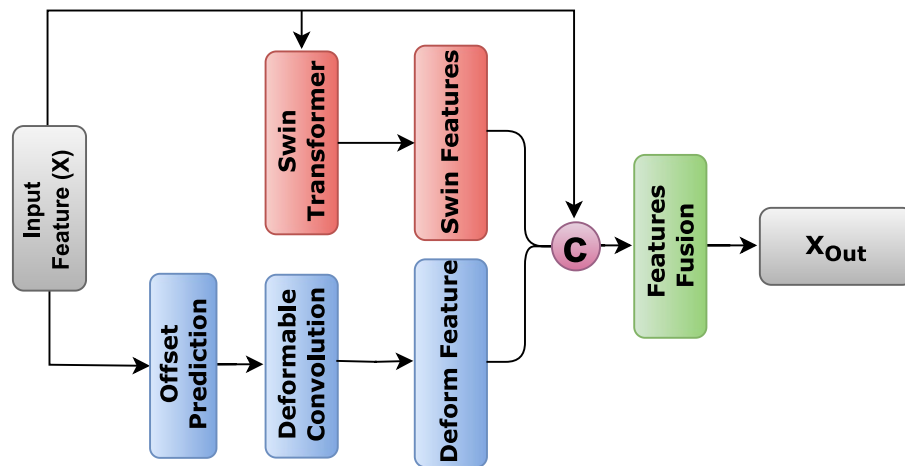 Input
Feature (X)
Swin
Transformer
Swin Features
Offset
Prediction
Deformable
Convolution
Deform Feature
C
Features
Fusion
XOut